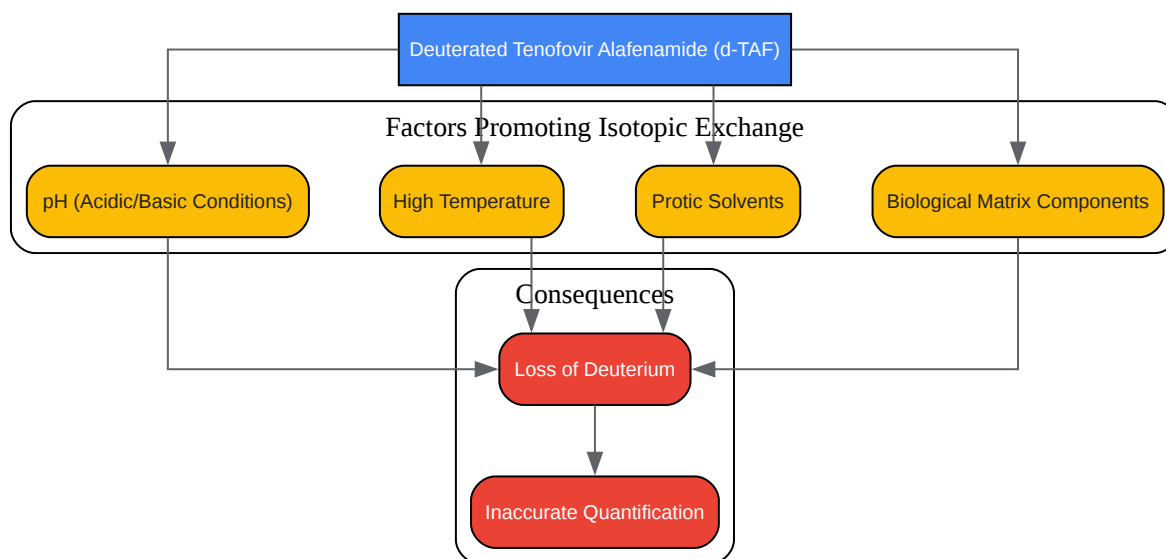 Deuterated Tenofovir Alafenamide (d-TAF)
Factors Promoting Isotopic Exchange
pH (Acidic/Basic Conditions)
High Temperature
Protic Solvents
Biological Matrix Components
Consequences
Loss of Deuterium
Inaccurate Quantification